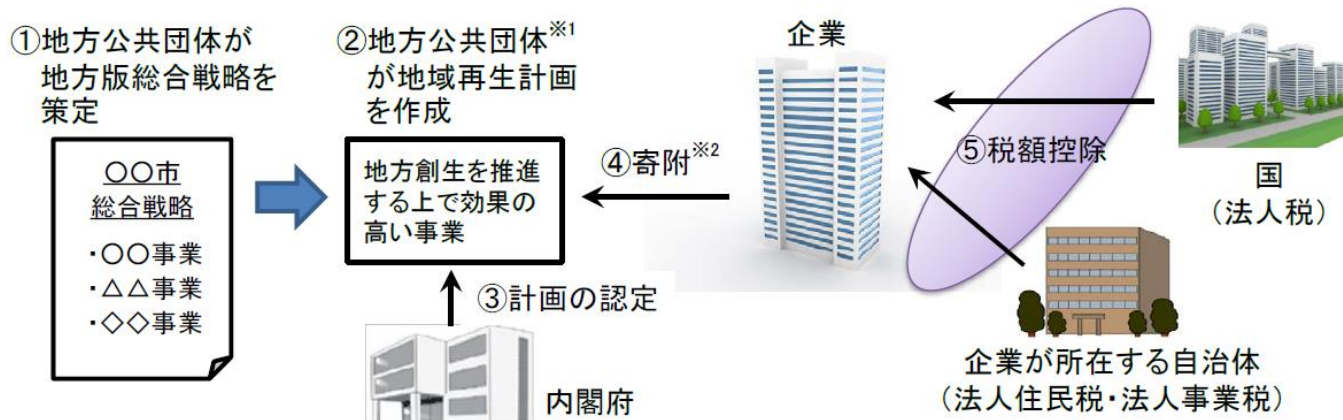 ①地方公共団体が
地方版総合戦略を
策定
〇〇市
総合戦略
・〇〇事業
・△△事業
・◇◇事業
②地方公共団体※1
が地域再生計画
を作成
地方創生を推進
する上で効果の
高い事業
③計画の認定
内閣府
④寄附※2
企業
⑤税額控除
国
(法人税)
企業が所在する自治体
(法人住民税・法人事業税)